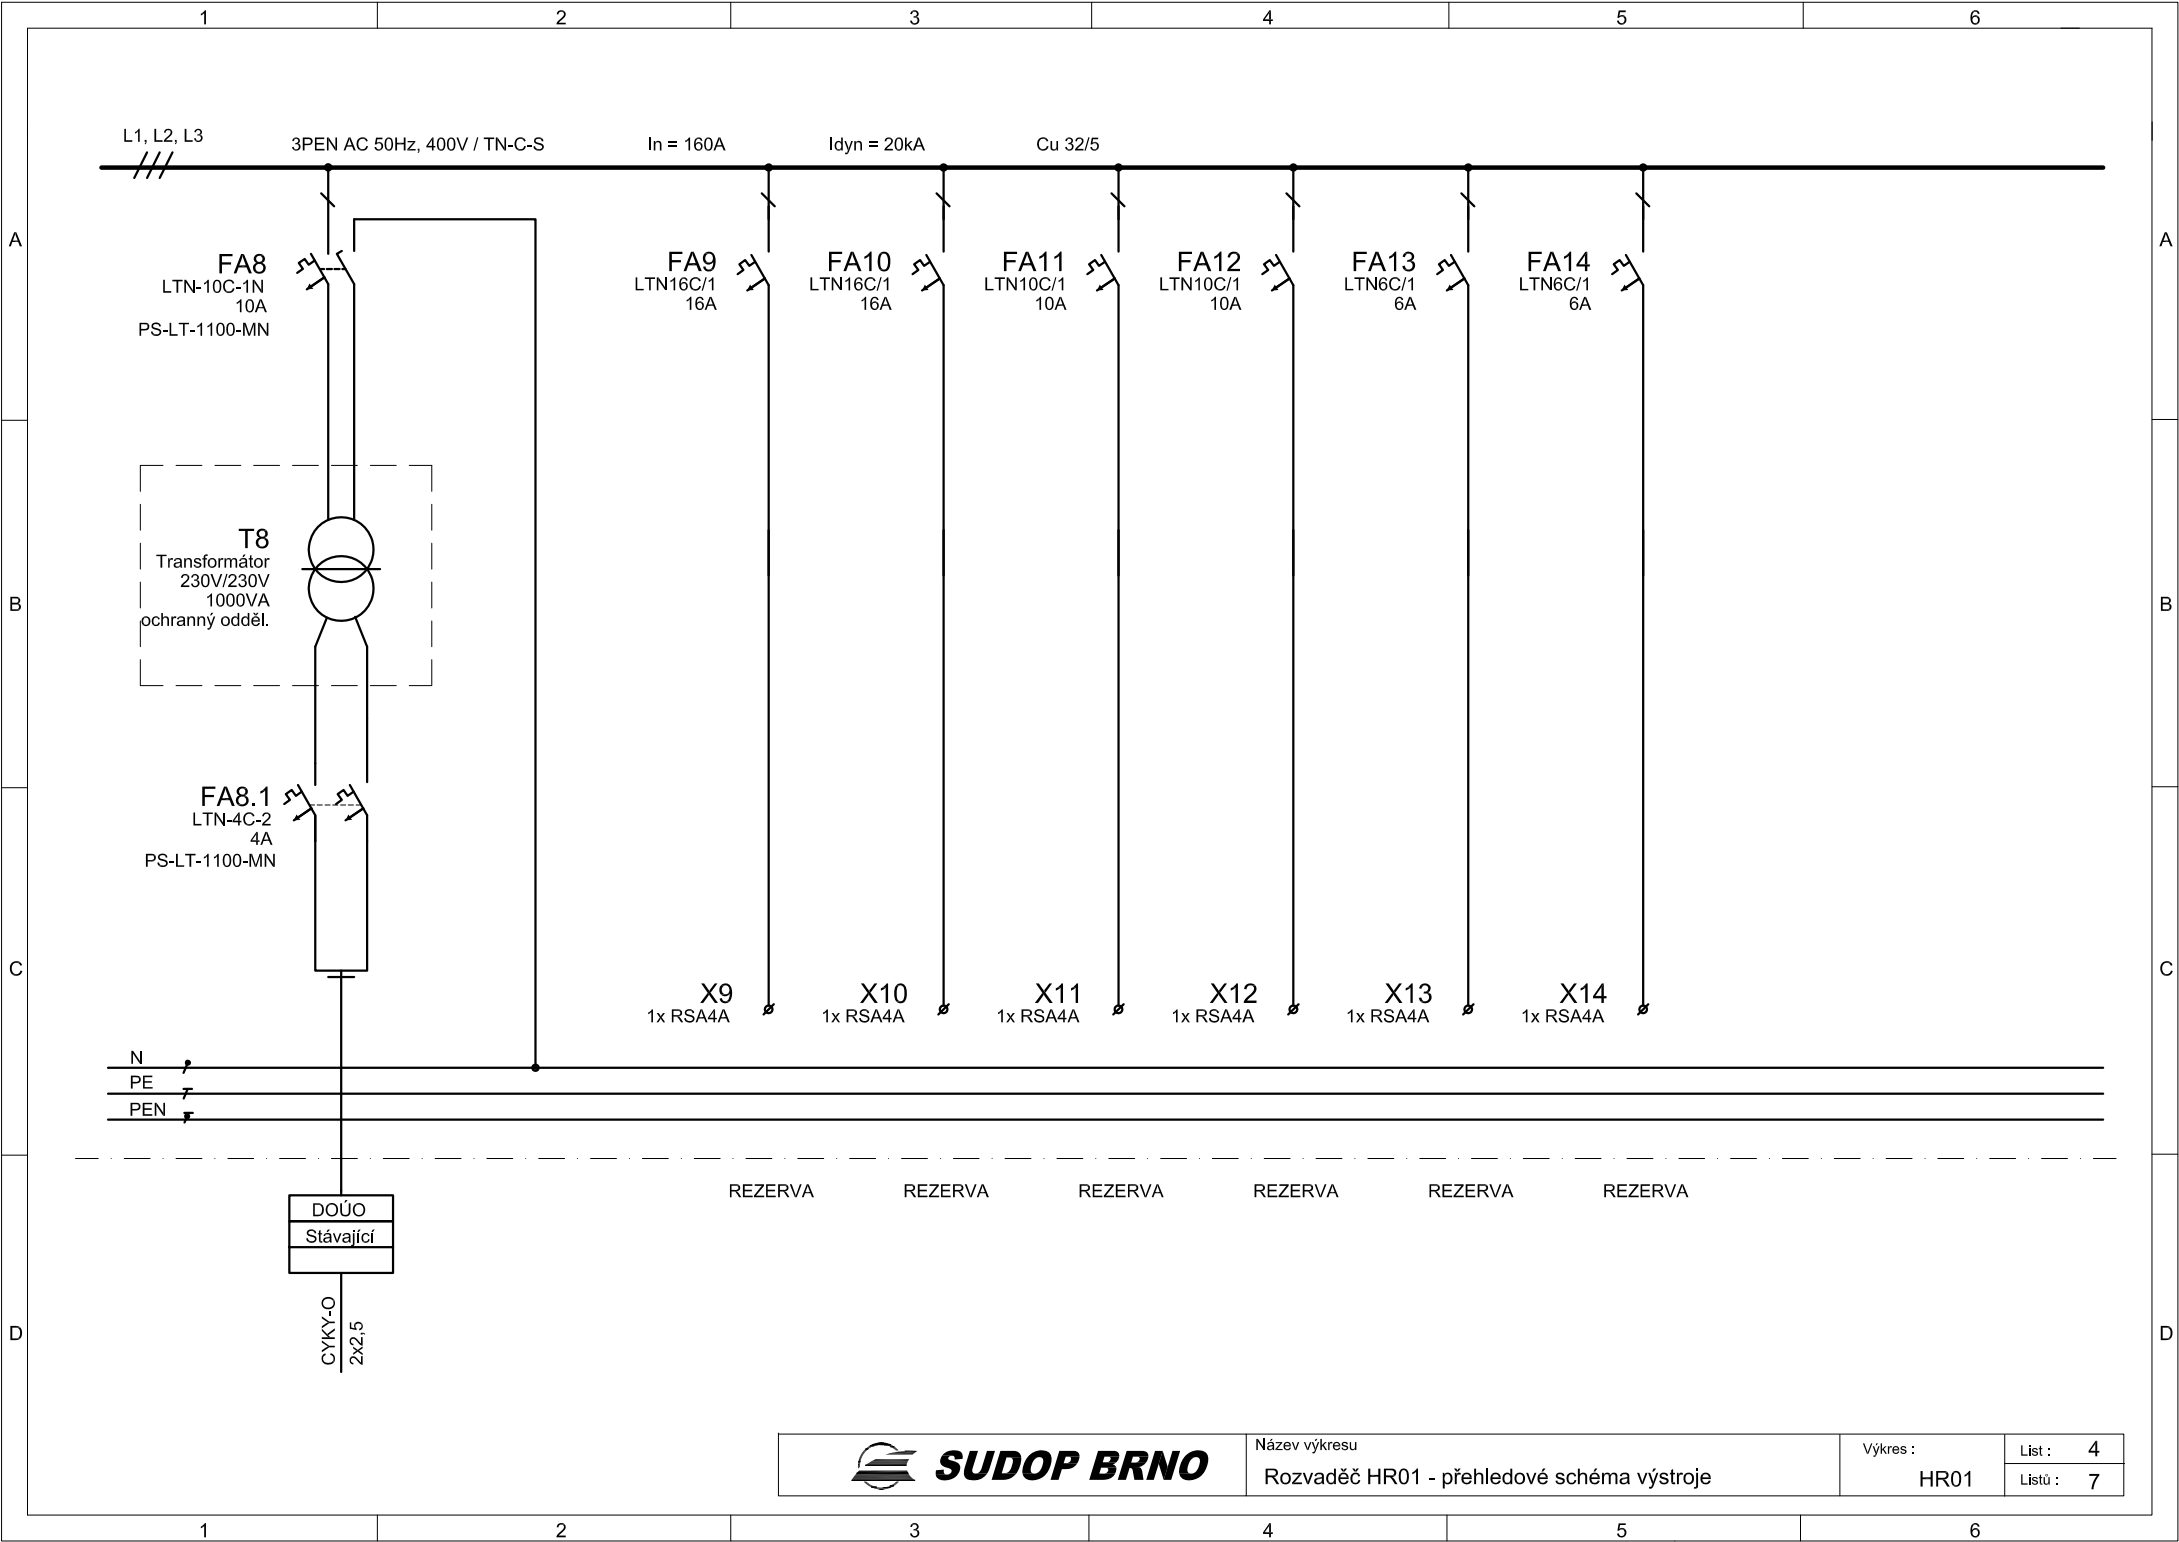 1 2 3 4 5 6
L1, L2, L3
3PEN AC 50Hz, 400V / TN-C-S In = 160A Idyn = 20kA Cu 32/5
A A
FA8
LTN-10C-1N
10A
PS-LT-1100-MN
FA9
LTN16C/1
16A
FA10
LTN16C/1
16A
FA11
LTN10C/1
10A
FA12
LTN10C/1
10A
FA13
LTN6C/1
6A
FA14
LTN6C/1
6A
T8
Transformátor
230V/230V
1000VA
ochranný odděl.
B B
FA8.1
LTN-4C-2
4A
PS-LT-1100-MN
C C
X9
1x RSA4A
X10
1x RSA4A
X11
1x RSA4A
X12
1x RSA4A
X13
1x RSA4A
X14
1x RSA4A
N
PE
PEN
REZERVA REZERVA REZERVA REZERVA REZERVA REZERVA
DOÚO
Stávající
CYKY-O
2x2,5
D D
SUDOP BRNO
Název výkresu
Rozvaděč HR01 - přehledové schéma výstroje
Výkres :
HR01
List : 4
Listů : 7
1 2 3 4 5 6